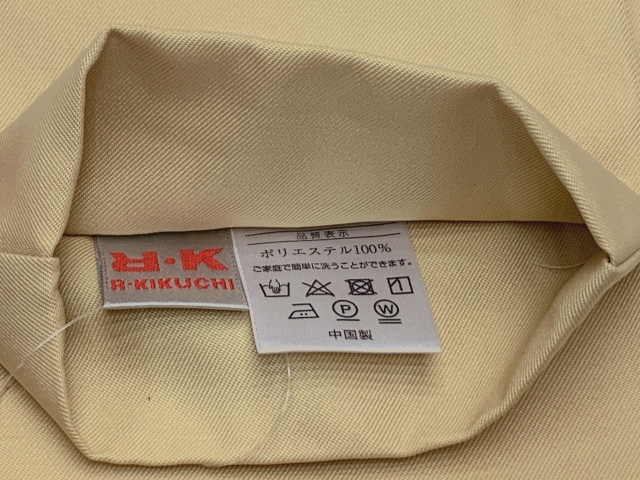 Я·K
Я·KIKUCHI
品質表示
ポリエステル100%
ご家庭で簡単に洗うことができます。
P
W
中国製